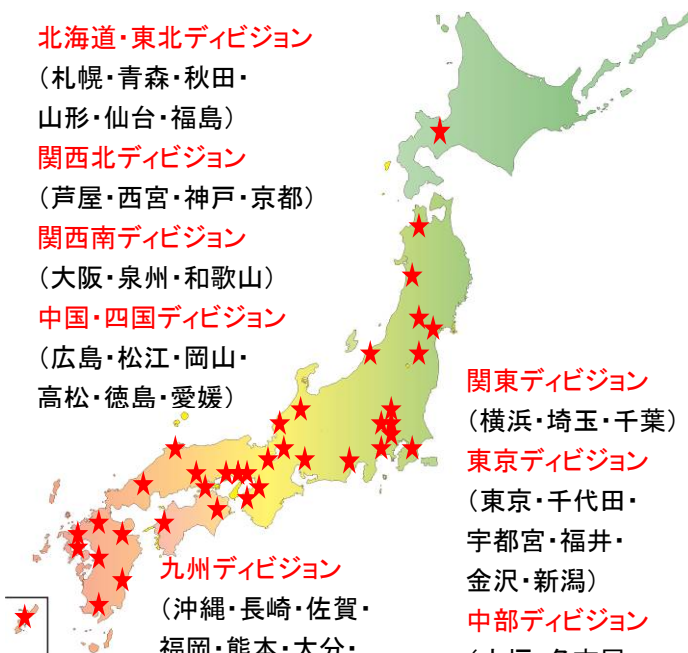 北海道・東北ディビジョン
（札幌・青森・秋田・
山形・仙台・福島）
関西北ディビジョン
（芦屋・西宮・神戸・京都）
関西南ディビジョン
（大阪・泉州・和歌山）
中国・四国ディビジョン
（広島・松江・岡山・
高松・徳島・愛媛）
関東ディビジョン
（横浜・埼玉・千葉）
東京ディビジョン
（東京・千代田・
宇都宮・福井・
金沢・新潟）
中部ディビジョン
九州ディビジョン
（沖縄・長崎・佐賀・
福岡・熊本・大分・